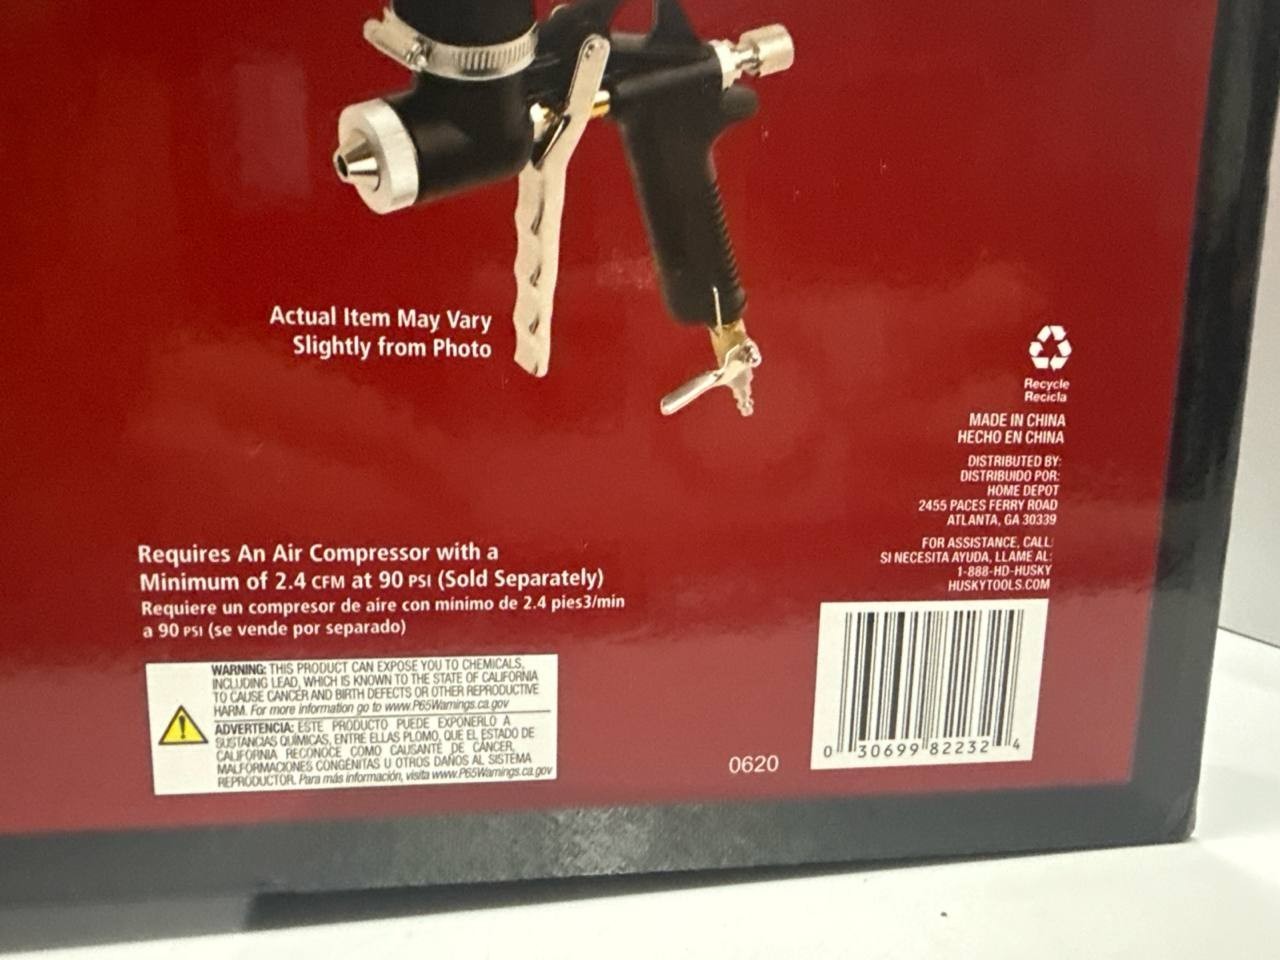 Actual Item May Vary
Slightly from Photo
Recycle
Recicla
MADE IN CHINA
HECHO EN CHINA
DISTRIBUTED BY:
DISTRIBUIDO POR:
HOME DEPOT
2455 PACES FERRY ROAD
ATLANTA, GA 30339
FOR ASSISTANCE, CALL:
SI NECESITA AYUDA, LLAME AL:
1-888-HD-HUSKY
HUSKYTOOLS.COM
Requires An Air Compressor with a
Minimum of 2.4 CFM at 90 PSI (Sold Separately)
Requiere un compresor de aire con mínimo de 2.4 pies3/min
a 90 PSI (se vende por separado)
WARNING: THIS PRODUCT CAN EXPOSE YOU TO CHEMICALS,
INCLUDING LEAD, WHICH IS KNOWN TO THE STATE OF CALIFORNIA
TO CAUSE CANCER AND BIRTH DEFECTS OR OTHER REPRODUCTIVE
HARM. For more information go to www.P65Warnings.ca.gov
ADVERTENCIA: ESTE PRODUCTO PUEDE EXPONERLO A
SUSTANCIAS QUÍMICAS, ENTRE ELLAS PLOMO, QUE EL ESTADO DE
CALIFORNIA RECONOCE COMO CAUSANTE DE CÁNCER,
MALFORMACIONES CONGÉNITAS U OTROS DAÑOS AL SISTEMA
REPRODUCTOR. Para más información, visita www.P65Warnings.ca.gov
0620
0 30699 82232 4